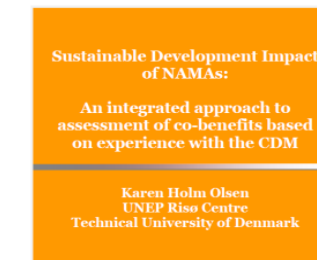 Sustainable Development Impact
of NAMAs:
An integrated approach to
assessment of co-benefits based
on experience with the CDM
Karen Holm Olsen
UNEP Risø Centre
Technical University of Denmark